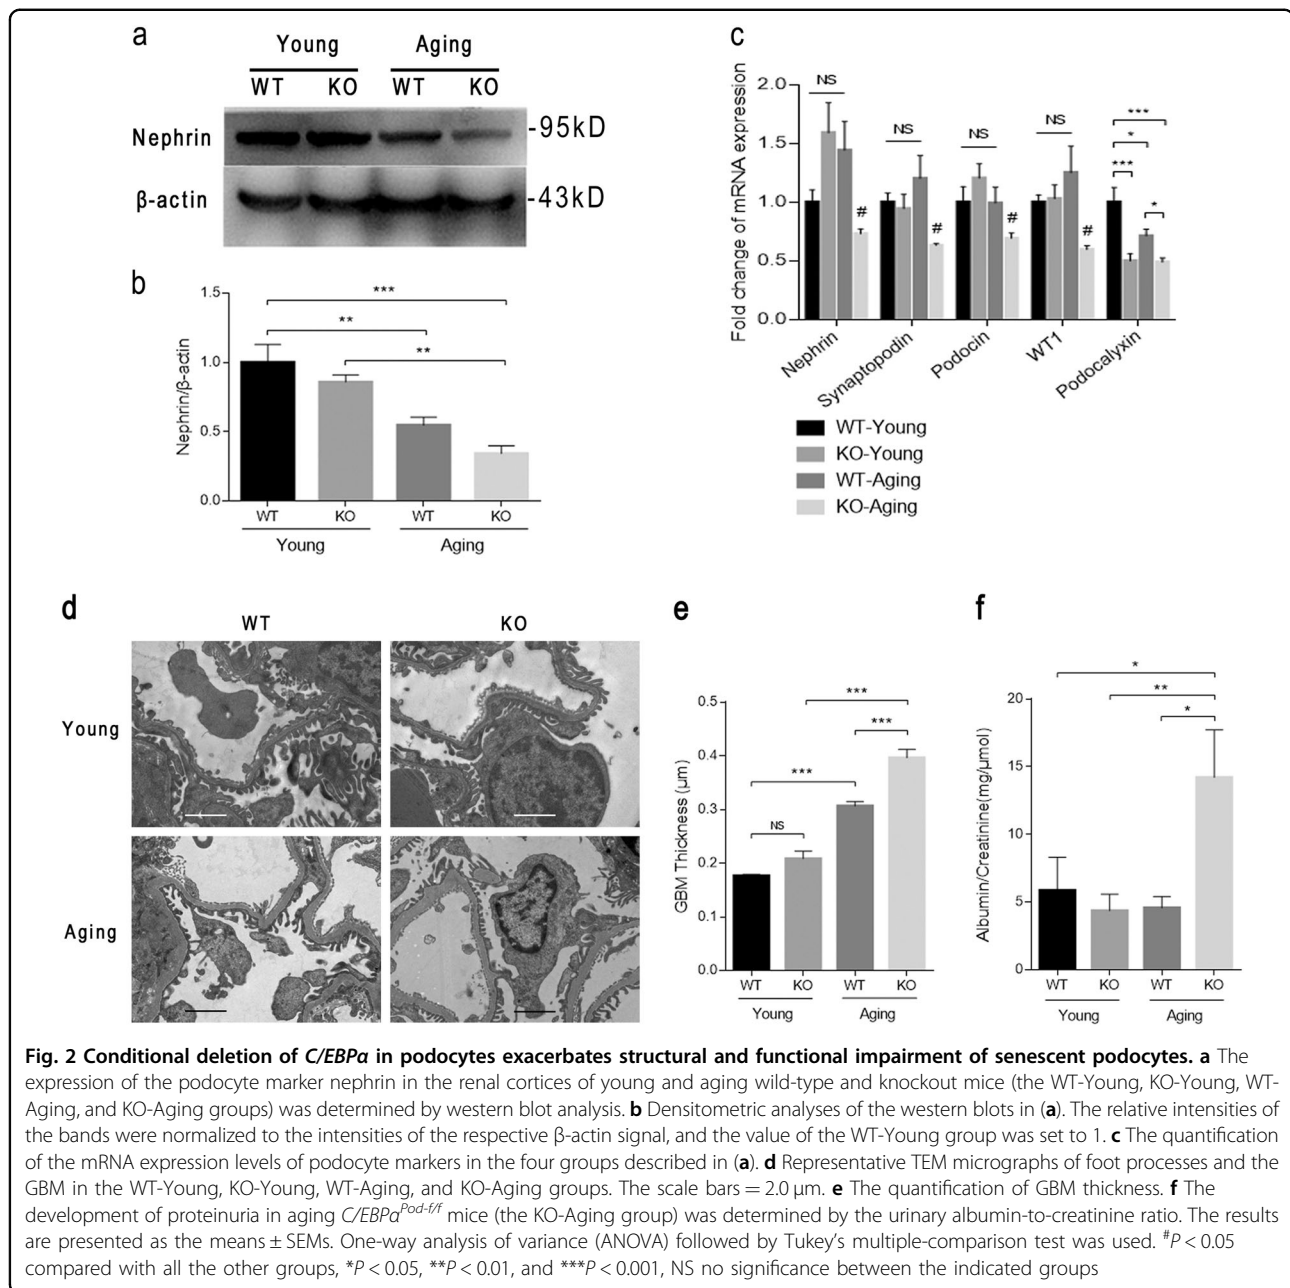 a
Young Aging
WT KO WT KO
Nephrin -95kD
β-actin -43kD
b
Nephrin/β-actin
1.5
1.0
0.5
0.0
***
**
**
WT KO WT KO
Young Aging
c
Fold change of mRNA expression
2.0
1.5
1.0
0.5
0.0
NS NS NS NS
***
*
***
*
# # # #
Nephrin Synaptopodin Podocin WT1 Podocalyxin
WT-Young
KO-Young
WT-Aging
KO-Aging
d
WT KO
Young
Aging
e
GBM Thickness (μm)
0.5
0.4
0.3
0.2
0.1
0.0
***
***
***
NS
WT KO WT KO
Young Aging
f
Albumin/Creatinine(mg/μmol)
20
15
10
5
0
*
**
*
WT KO WT KO
Young Aging
Fig. 2 Conditional deletion of C/EBPα in podocytes exacerbates structural and functional impairment of senescent podocytes. a The
expression of the podocyte marker nephrin in the renal cortices of young and aging wild-type and knockout mice (the WT-Young, KO-Young, WT-
Aging, and KO-Aging groups) was determined by western blot analysis. b Densitometric analyses of the western blots in (a). The relative intensities of
the bands were normalized to the intensities of the respective β-actin signal, and the value of the WT-Young group was set to 1. c The quantification
of the mRNA expression levels of podocyte markers in the four groups described in (a). d Representative TEM micrographs of foot processes and the
GBM in the WT-Young, KO-Young, WT-Aging, and KO-Aging groups. The scale bars = 2.0 μm. e The quantification of GBM thickness. f The
development of proteinuria in aging C/EBPα^Pod-f/f mice (the KO-Aging group) was determined by the urinary albumin-to-creatinine ratio. The results
are presented as the means ± SEMs. One-way analysis of variance (ANOVA) followed by Tukey's multiple-comparison test was used. #P < 0.05
compared with all the other groups, *P < 0.05, **P < 0.01, and ***P < 0.001, NS no significance between the indicated groups